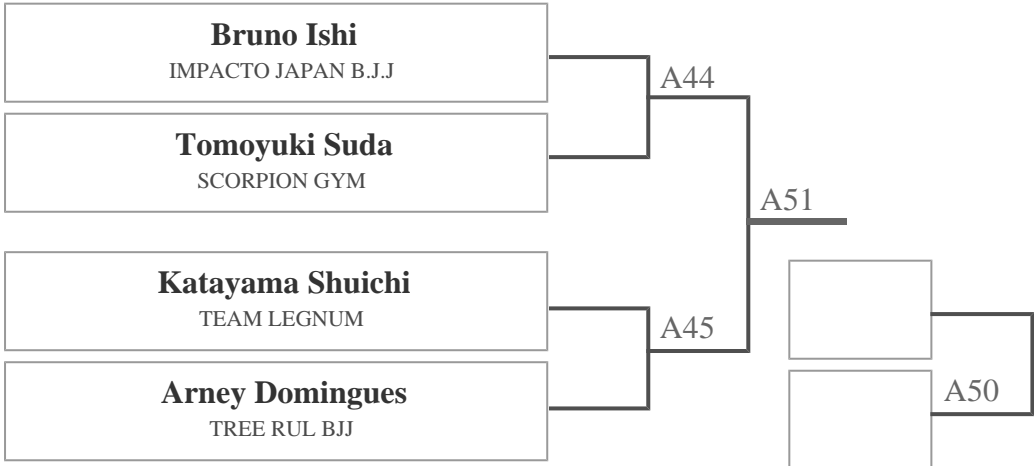 Bruno Ishi
IMPACTO JAPAN B.J.J
A44
Tomoyuki Suda
SCORPION GYM
A51
Katayama Shuichi
TEAM LEGNUM
A45
Arney Domingues
TREE RUL BJJ
A50